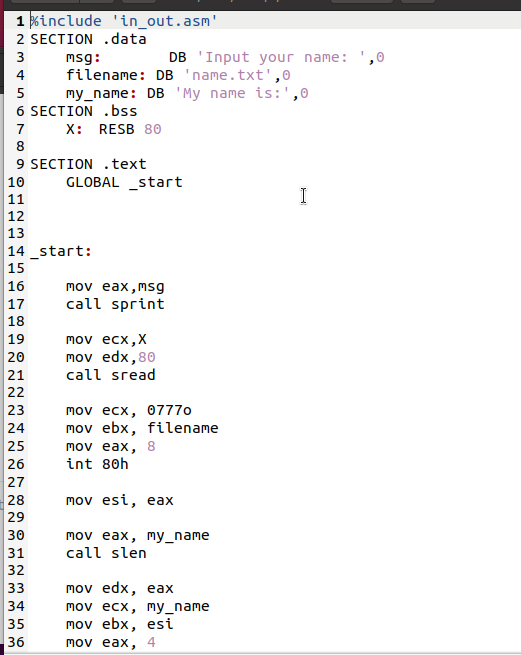 1 %include 'in_out.asm'
2 SECTION .data
3 msg: DB 'Input your name: ',0
4 filename: DB 'name.txt',0
5 my_name: DB 'My name is:',0
6 SECTION .bss
7 X: RESB 80
8
9 SECTION .text
10 GLOBAL _start
11
12
13
14 _start:
15
16 mov eax,msg
17 call sprint
18
19 mov ecx,X
20 mov edx,80
21 call sread
22
23 mov ecx, 0777o
24 mov ebx, filename
25 mov eax, 8
26 int 80h
27
28 mov esi, eax
29
30 mov eax, my_name
31 call slen
32
33 mov edx, eax
34 mov ecx, my_name
35 mov ebx, esi
36 mov eax, 4